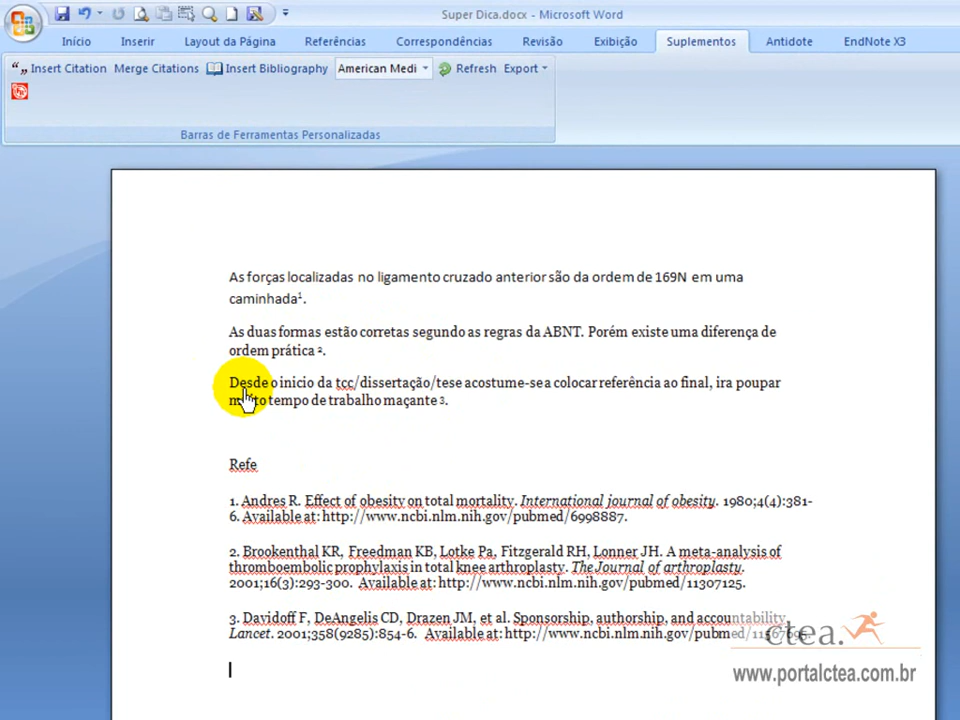 Super Dica.docx - Microsoft Word
Início Inserir Layout da Página Referências Correspondências Revisão Exibição Suplementos Antidote EndNote X3
Insert Citation Merge Citations Insert Bibliography American Medi Refresh Export
Barras de Ferramentas Personalizadas
As forças localizadas no ligamento cruzado anterior são da ordem de 169N em uma
caminhada¹.
As duas formas estão corretas segundo as regras da ABNT. Porém existe uma diferença de
ordem prática ².
Desde o inicio da tcc/dissertação/tese acostume-se a colocar referência ao final, ira poupar
tempo de trabalho maçante ³.
Refe
1. Andres R. Effect of obesity on total mortality. International journal of obesity. 1980;4(4):381-
6. Available at: http://www.ncbi.nlm.nih.gov/pubmed/6998887.
2. Brookenthal KR, Freedman KB, Lotke Pa, Fitzgerald RH, Lonner JH. A meta-analysis of
thromboembolic prophylaxis in total knee arthroplasty. The Journal of arthroplasty.
2001;16(3):293-300. Available at: http://www.ncbi.nlm.nih.gov/pubmed/11307125.
3. Davidoff F, DeAngelis CD, Drazen JM, et al. Sponsorship, authorship, and accountability.
Lancet. 2001;358(9285):854-6. Available at:
ctea.
www.portalctea.com.br